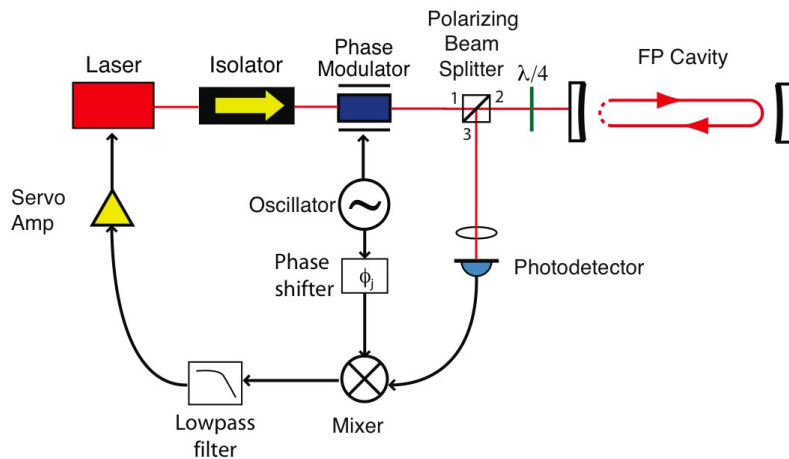 Laser
Isolator
Phase
Modulator
Polarizing
Beam
Splitter
λ/4
FP Cavity
1
2
3
Servo
Amp
Oscillator
Phase
shifter
ϕj
Photodetector
Lowpass
filter
Mixer